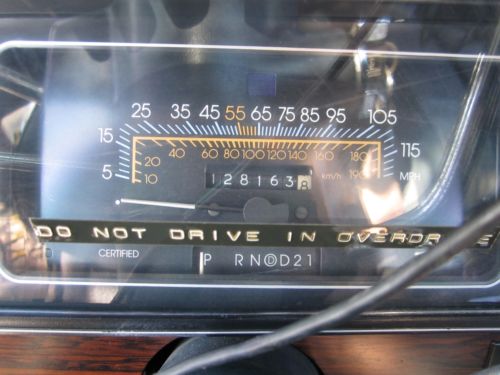 25 35 45 55 65 75 85 95 105
15 115
5 MPH
20 40 60 80 100 120 140 160 180
10 km/h 190
128163 8
DO NOT DRIVE IN OVERDRIVE
CERTIFIED P R N D D 2 1